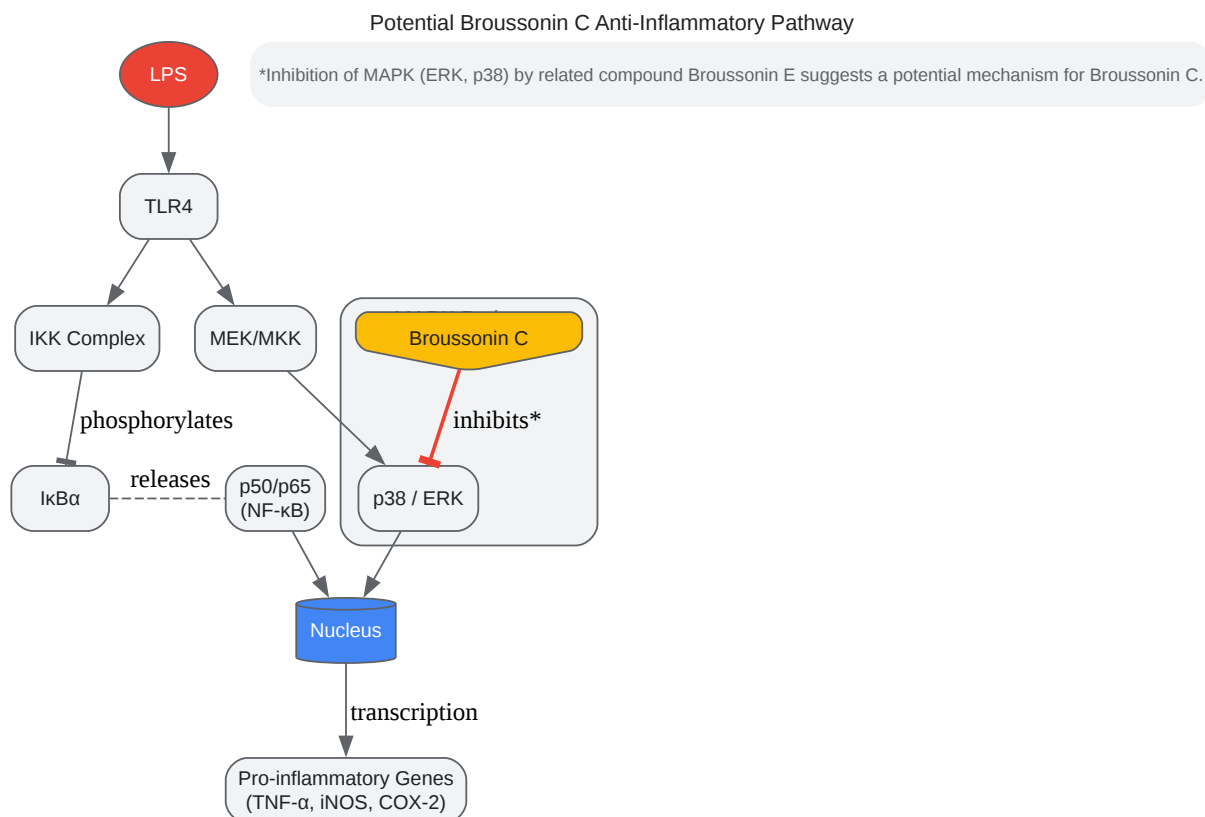 Potential Broussonin C Anti-Inflammatory Pathway
LPS
*Inhibition of MAPK (ERK, p38) by related compound Broussonin E suggests a potential mechanism for Broussonin C.
TLR4
IKK Complex
MEK/MKK
Broussonin C
phosphorylates
inhibits*
IκBα
releases
p50/p65
(NF-κB)
p38 / ERK
Nucleus
transcription
Pro-inflammatory Genes
(TNF-α, iNOS, COX-2)